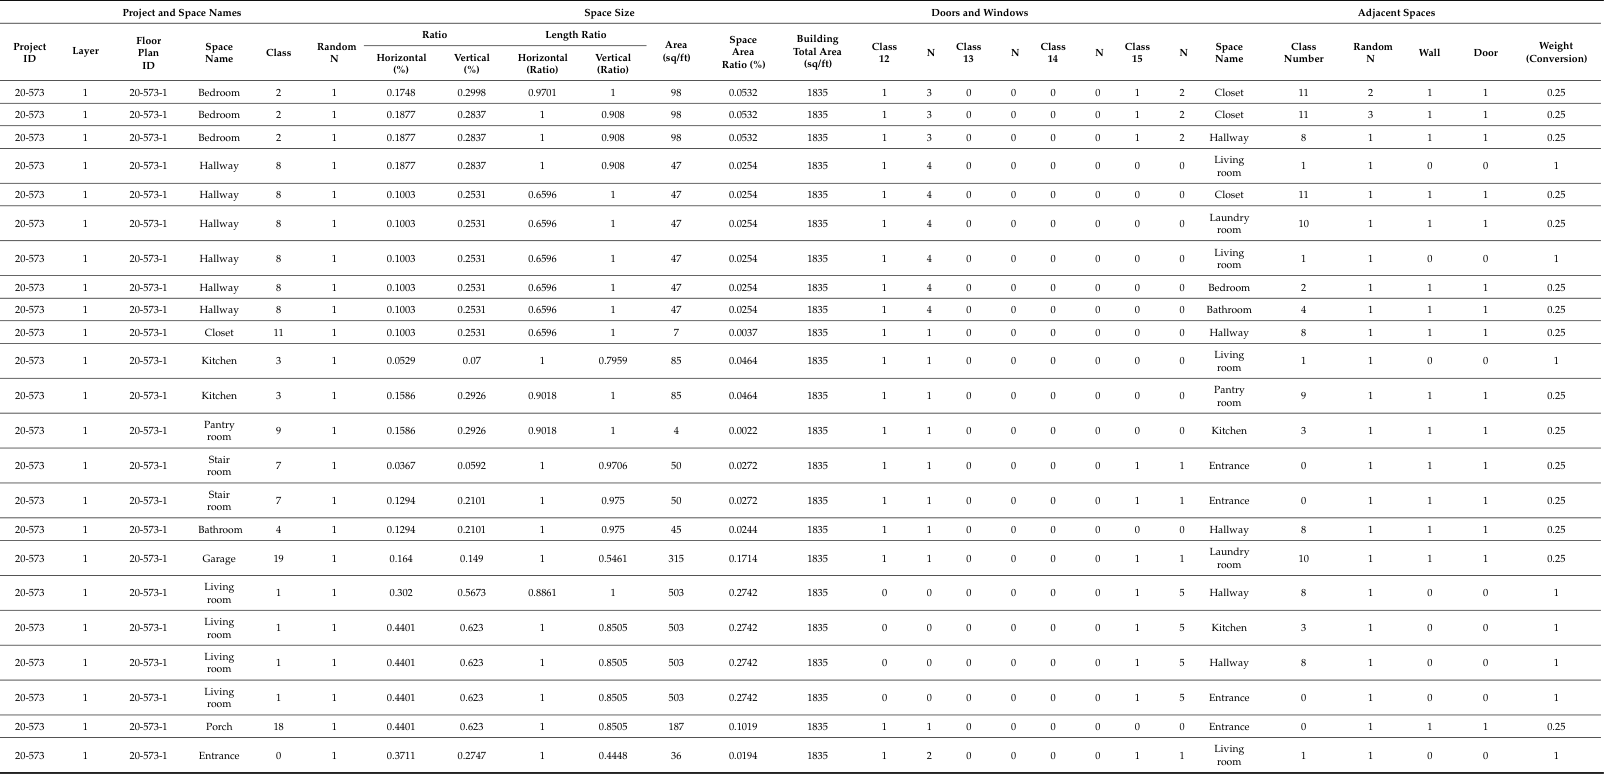 Project and Space Names Space Size Doors and Windows Adjacent Spaces
Project ID Layer Floor Plan ID Space Name Class Random N Ratio Length Ratio Area (sq/ft) Space Area Ratio (%) Building Total Area (sq/ft) Class 12 N Class 13 N Class 14 N Class 15 N Space Name Class Number Random N Wall Door Weight (Conversion)
Horizontal (%) Vertical (%) Horizontal (Ratio) Vertical (Ratio)
20-573 1 20-573-1 Bedroom 2 1 0.1748 0.2998 0.9701 1 98 0.0532 1835 1 3 0 0 0 0 1 2 Closet 11 2 1 1 0.25
20-573 1 20-573-1 Bedroom 2 1 0.1877 0.2837 1 0.908 98 0.0532 1835 1 3 0 0 0 0 1 2 Closet 11 3 1 1 0.25
20-573 1 20-573-1 Bedroom 2 1 0.1877 0.2837 1 0.908 98 0.0532 1835 1 3 0 0 0 0 1 2 Hallway 8 1 1 1 0.25
20-573 1 20-573-1 Hallway 8 1 0.1877 0.2837 1 0.908 47 0.0254 1835 1 4 0 0 0 0 0 0 Living room 1 1 0 0 1
20-573 1 20-573-1 Hallway 8 1 0.1003 0.2531 0.6596 1 47 0.0254 1835 1 4 0 0 0 0 0 0 Closet 11 1 1 1 0.25
20-573 1 20-573-1 Hallway 8 1 0.1003 0.2531 0.6596 1 47 0.0254 1835 1 4 0 0 0 0 0 0 Laundry room 10 1 1 1 0.25
20-573 1 20-573-1 Hallway 8 1 0.1003 0.2531 0.6596 1 47 0.0254 1835 1 4 0 0 0 0 0 0 Living room 1 1 0 0 1
20-573 1 20-573-1 Hallway 8 1 0.1003 0.2531 0.6596 1 47 0.0254 1835 1 4 0 0 0 0 0 0 Bedroom 2 1 1 1 0.25
20-573 1 20-573-1 Hallway 8 1 0.1003 0.2531 0.6596 1 47 0.0254 1835 1 4 0 0 0 0 0 0 Bathroom 4 1 1 1 0.25
20-573 1 20-573-1 Closet 11 1 0.1003 0.2531 0.6596 1 7 0.0037 1835 1 1 0 0 0 0 0 0 Hallway 8 1 1 1 0.25
20-573 1 20-573-1 Kitchen 3 1 0.0529 0.07 1 0.7959 85 0.0464 1835 1 1 0 0 0 0 0 0 Living room 1 1 0 0 1
20-573 1 20-573-1 Kitchen 3 1 0.1586 0.2926 0.9018 1 85 0.0464 1835 1 1 0 0 0 0 0 0 Pantry room 9 1 1 1 0.25
20-573 1 20-573-1 Pantry room 9 1 0.1586 0.2926 0.9018 1 4 0.0022 1835 1 1 0 0 0 0 0 0 Kitchen 3 1 1 1 0.25
20-573 1 20-573-1 Stair room 7 1 0.0367 0.0592 1 0.9706 50 0.0272 1835 1 1 0 0 0 0 1 1 Entrance 0 1 1 1 0.25
20-573 1 20-573-1 Stair room 7 1 0.1294 0.2101 1 0.975 50 0.0272 1835 1 1 0 0 0 0 1 1 Entrance 0 1 1 1 0.25
20-573 1 20-573-1 Bathroom 4 1 0.1294 0.2101 1 0.975 45 0.0244 1835 1 1 0 0 0 0 0 0 Hallway 8 1 1 1 0.25
20-573 1 20-573-1 Garage 19 1 0.164 0.149 1 0.5461 315 0.1714 1835 1 1 0 0 0 0 1 1 Laundry room 10 1 1 1 0.25
20-573 1 20-573-1 Living room 1 1 0.302 0.5673 0.8861 1 503 0.2742 1835 0 0 0 0 0 0 1 5 Hallway 8 1 0 0 1
20-573 1 20-573-1 Living room 1 1 0.4401 0.623 1 0.8505 503 0.2742 1835 0 0 0 0 0 0 1 5 Kitchen 3 1 0 0 1
20-573 1 20-573-1 Living room 1 1 0.4401 0.623 1 0.8505 503 0.2742 1835 0 0 0 0 0 0 1 5 Hallway 8 1 0 0 1
20-573 1 20-573-1 Living room 1 1 0.4401 0.623 1 0.8505 503 0.2742 1835 0 0 0 0 0 0 1 5 Entrance 0 1 0 0 1
20-573 1 20-573-1 Porch 18 1 0.4401 0.623 1 0.8505 187 0.1019 1835 1 1 0 0 0 0 0 0 Entrance 0 1 1 1 0.25
20-573 1 20-573-1 Entrance 0 1 0.3711 0.2747 1 0.4448 36 0.0194 1835 1 2 0 0 0 0 1 1 Living room 1 1 0 0 1